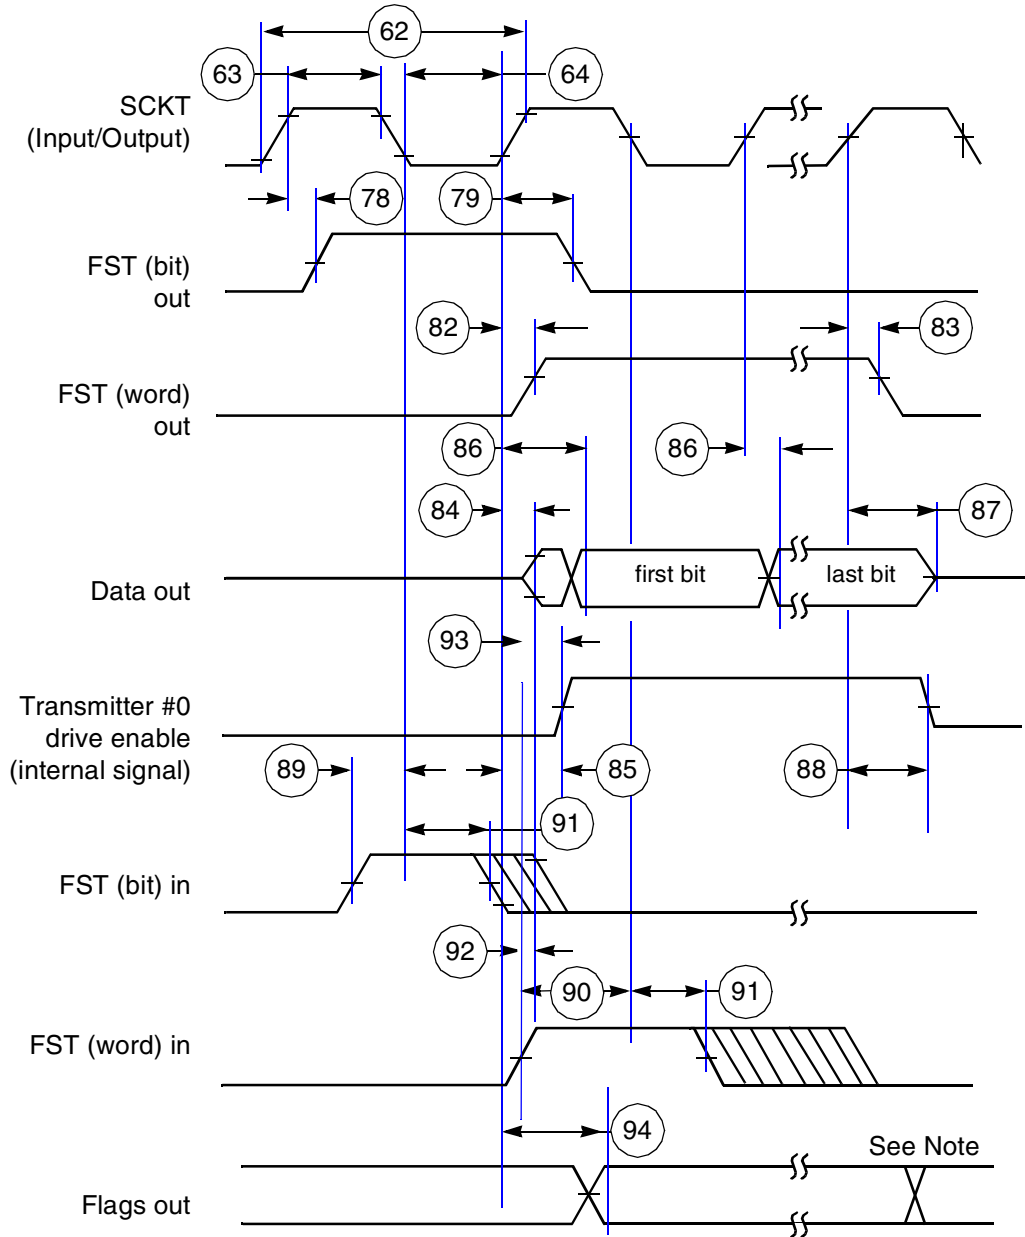 62
63
64
SCKT
(Input/Output)
78
79
FST (bit)
out
82
83
FST (word)
out
86
86
84
87
first bit
last bit
Data out
93
Transmitter #0
drive enable
(internal signal)
89
85
88
91
FST (bit) in
92
90
91
FST (word) in
94
See Note
Flags out